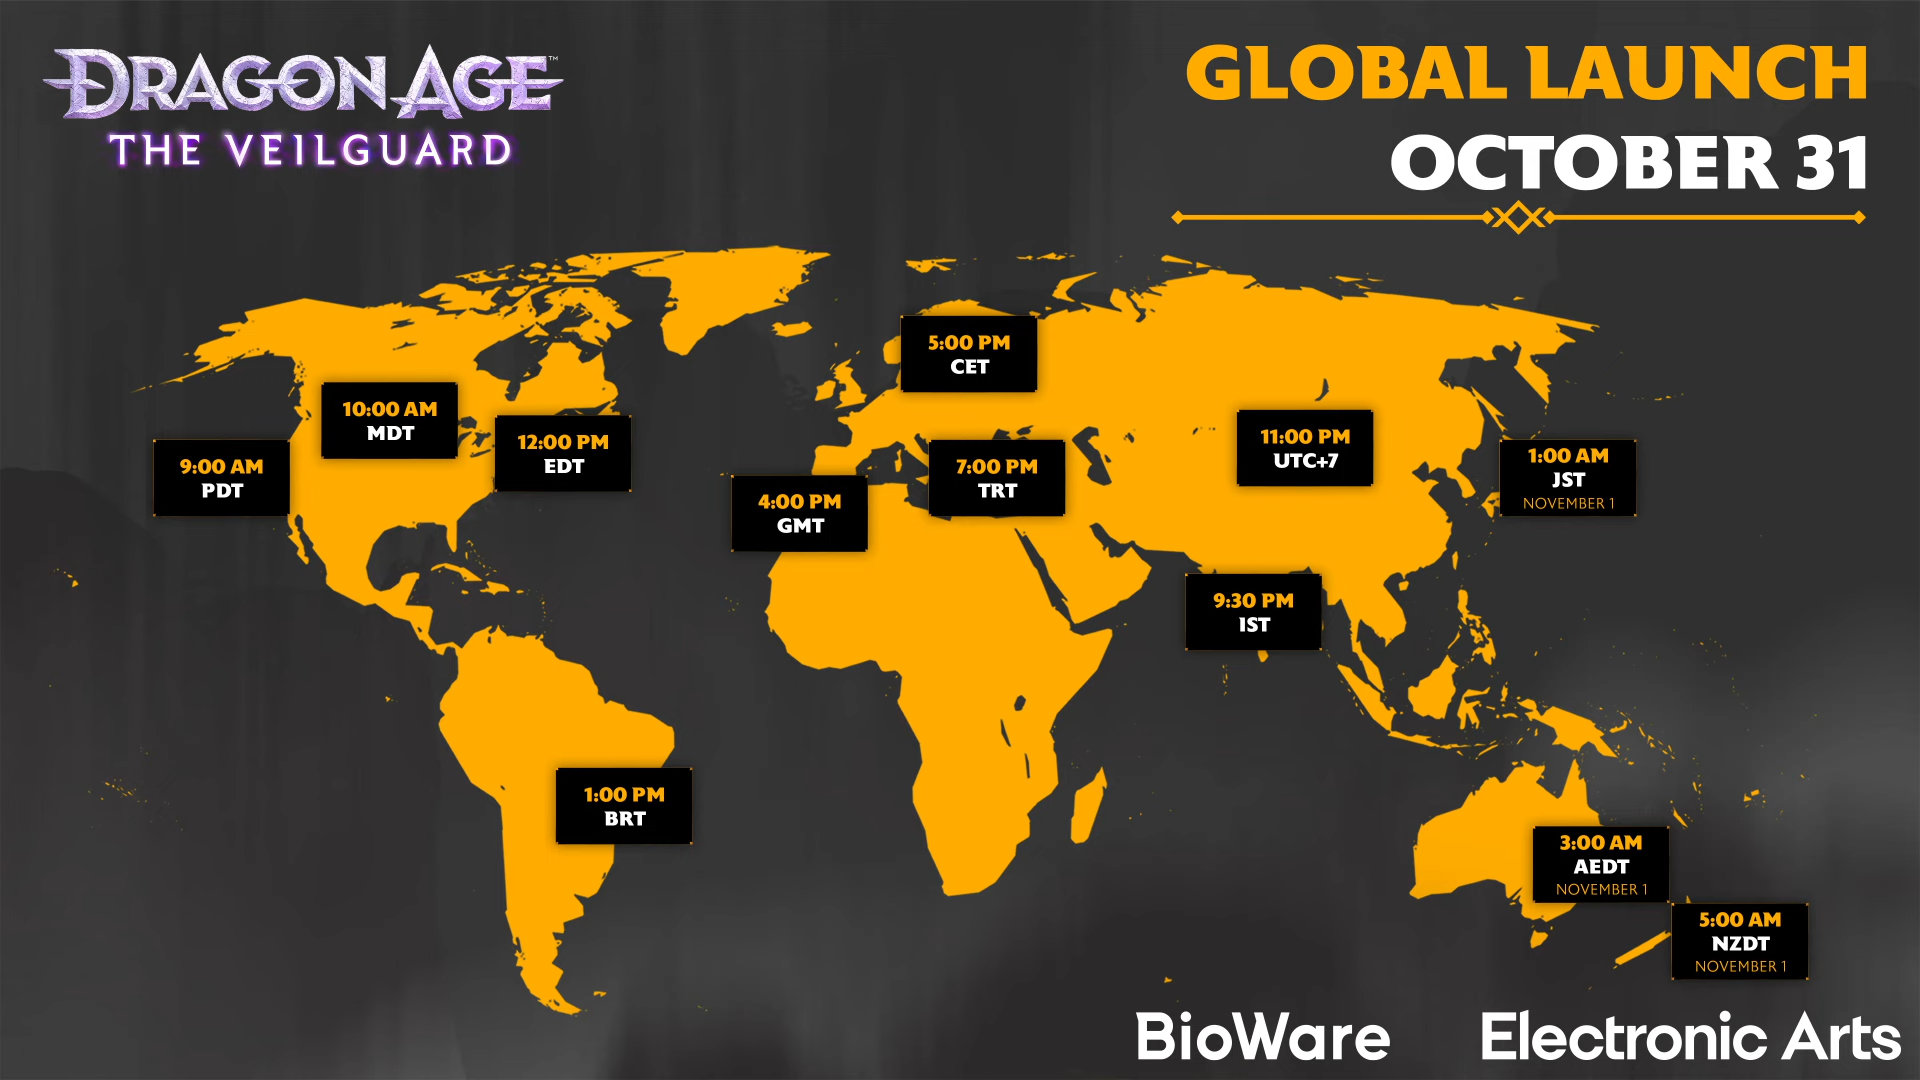 DRAGON AGE™
THE VEILGUARD
GLOBAL LAUNCH
OCTOBER 31
5:00 PM
CET
10:00 AM
MDT
12:00 PM
EDT
9:00 AM
PDT
4:00 PM
GMT
7:00 PM
TRT
11:00 PM
UTC+7
1:00 AM
JST
NOVEMBER 1
9:30 PM
IST
1:00 PM
BRT
3:00 AM
AEDT
NOVEMBER 1
5:00 AM
NZDT
NOVEMBER 1
BioWare
Electronic Arts